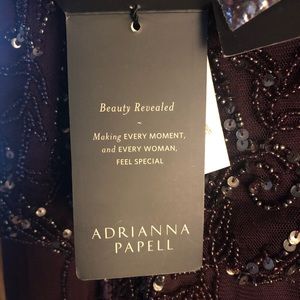 Beauty Revealed
~
Making EVERY MOMENT,
and EVERY WOMAN,
FEEL SPECIAL
ADRIANNA
PAPELL